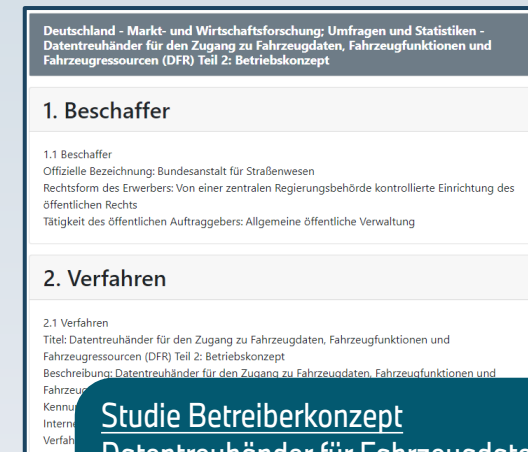 Deutschland - Markt- und Wirtschaftsforschung; Umfragen und Statistiken -
Datentreuhänder für den Zugang zu Fahrzeugdaten, Fahrzeugfunktionen und
Fahrzeugressourcen (DFR) Teil 2: Betriebskonzept
1. Beschaffer
1.1 Beschaffer
Offizielle Bezeichnung: Bundesanstalt für Straßenwesen
Rechtsform des Erwerbers: Von einer zentralen Regierungsbehörde kontrollierte Einrichtung des
öffentlichen Rechts
Tätigkeit des öffentlichen Auftraggebers: Allgemeine öffentliche Verwaltung
2. Verfahren
2.1 Verfahren
Titel: Datentreuhänder für den Zugang zu Fahrzeugdaten, Fahrzeugfunktionen und
Fahrzeugressourcen (DFR) Teil 2: Betriebskonzept
Beschreibung: Datentreuhänder für den Zugang zu Fahrzeugdaten, Fahrzeugfunktionen und
Studie Betreiberkonzept
Datentreuhänder für